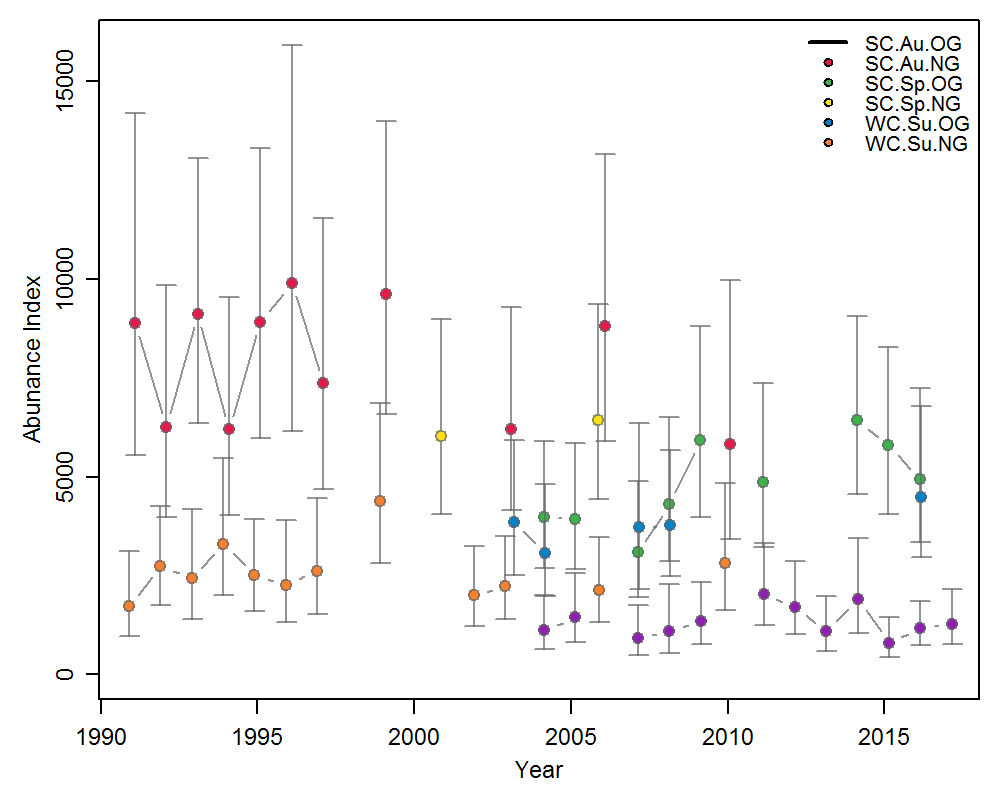 SC.Au.OG
SC.Au.NG
SC.Sp.OG
SC.Sp.NG
WC.Su.OG
WC.Su.NG
15000
10000
5000
0
Abunance Index
1990 1995 2000 2005 2010 2015
Year